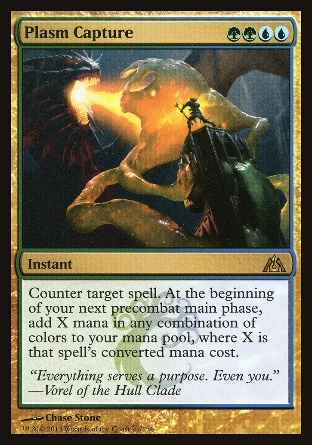 Plasm Capture
Instant
Counter target spell. At the beginning
of your next precombat main phase,
add X mana in any combination of
colors to your mana pool, where X is
that spell's converted mana cost.
"Everything serves a purpose. Even you."
—Vorel of the Hull Clade
Chase Stone